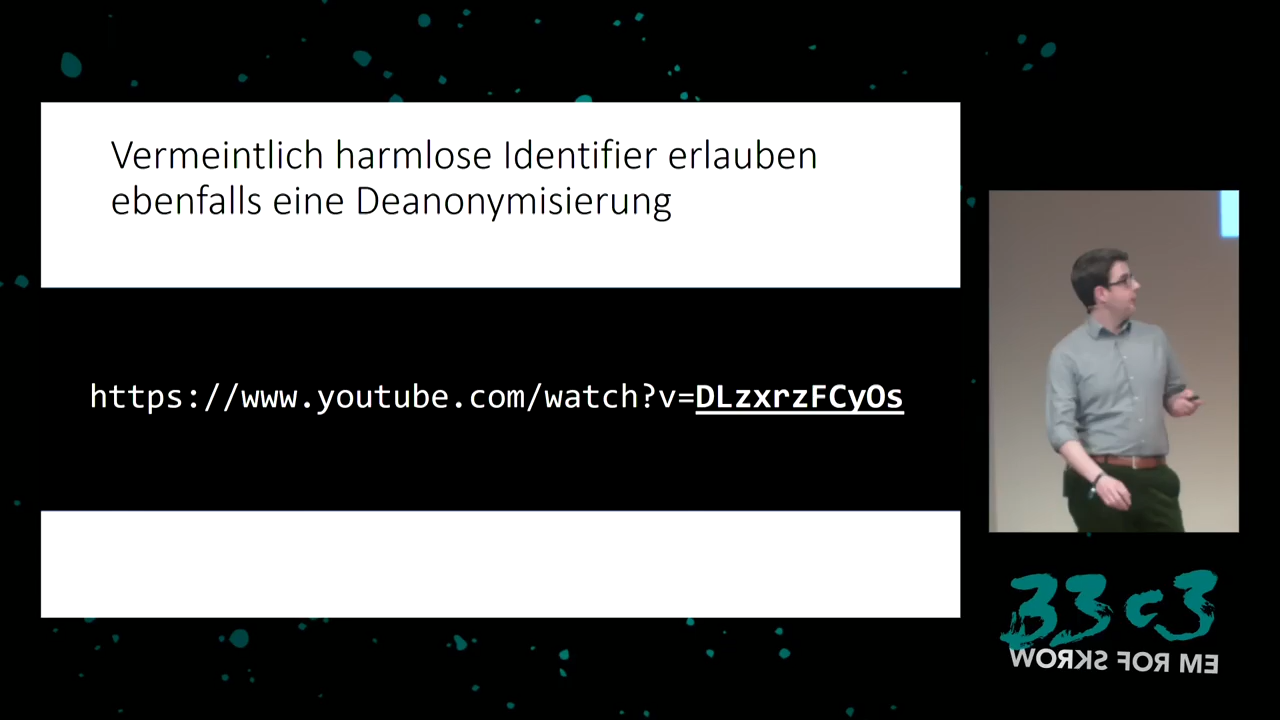 Vermeintlich harmlose Identifier erlauben
ebenfalls eine Deanonymisierung
https://www.youtube.com/watch?v=DLzxrzFCyOs
33c3
WORKS FOR ME